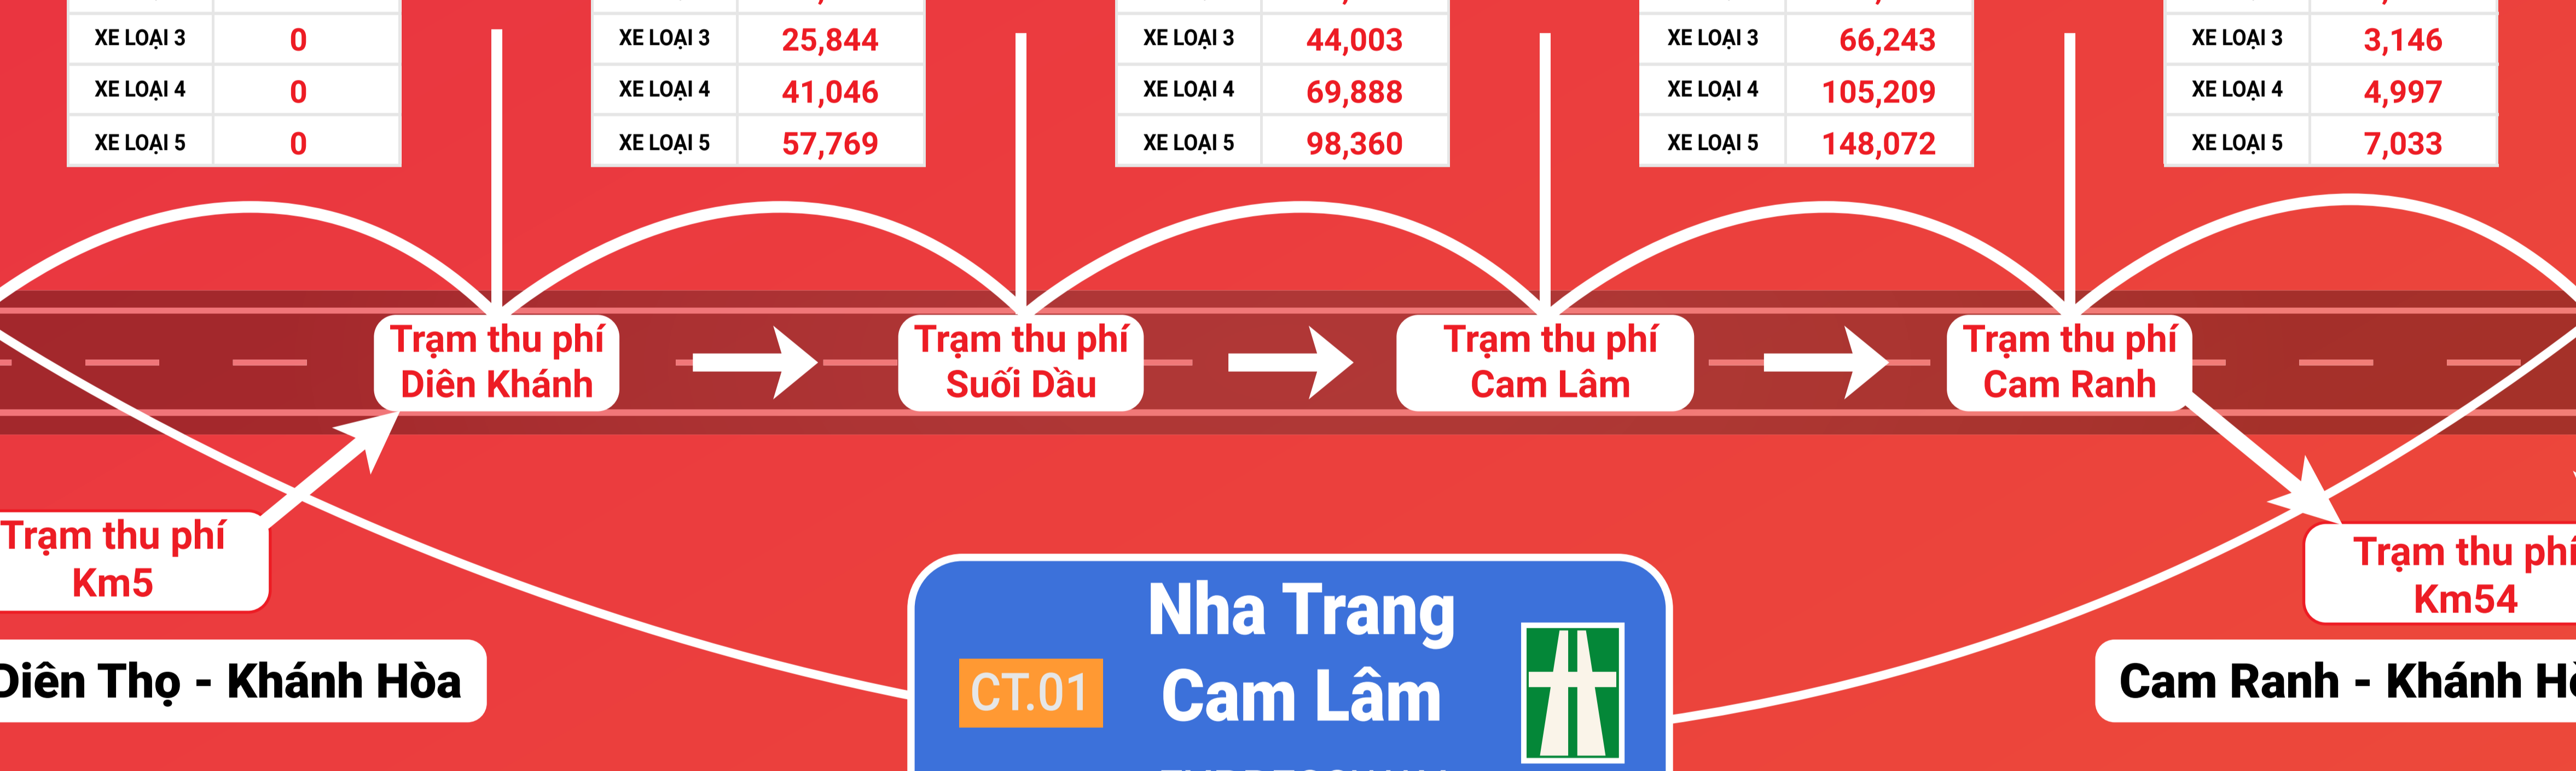 XE LOẠI 3 0
XE LOẠI 4 0
XE LOẠI 5 0
XE LOẠI 3 25,844
XE LOẠI 4 41,046
XE LOẠI 5 57,769
XE LOẠI 3 44,003
XE LOẠI 4 69,888
XE LOẠI 5 98,360
XE LOẠI 3 66,243
XE LOẠI 4 105,209
XE LOẠI 5 148,072
XE LOẠI 3 3,146
XE LOẠI 4 4,997
XE LOẠI 5 7,033
Trạm thu phí
Diên Khánh
Trạm thu phí
Suối Dầu
Trạm thu phí
Cam Lâm
Trạm thu phí
Cam Ranh
Trạm thu phí
Km5
Trạm thu phí
Km54
Diên Thọ - Khánh Hòa
Nha Trang
Cam Lâm
CT.01
Cam Ranh - Khánh